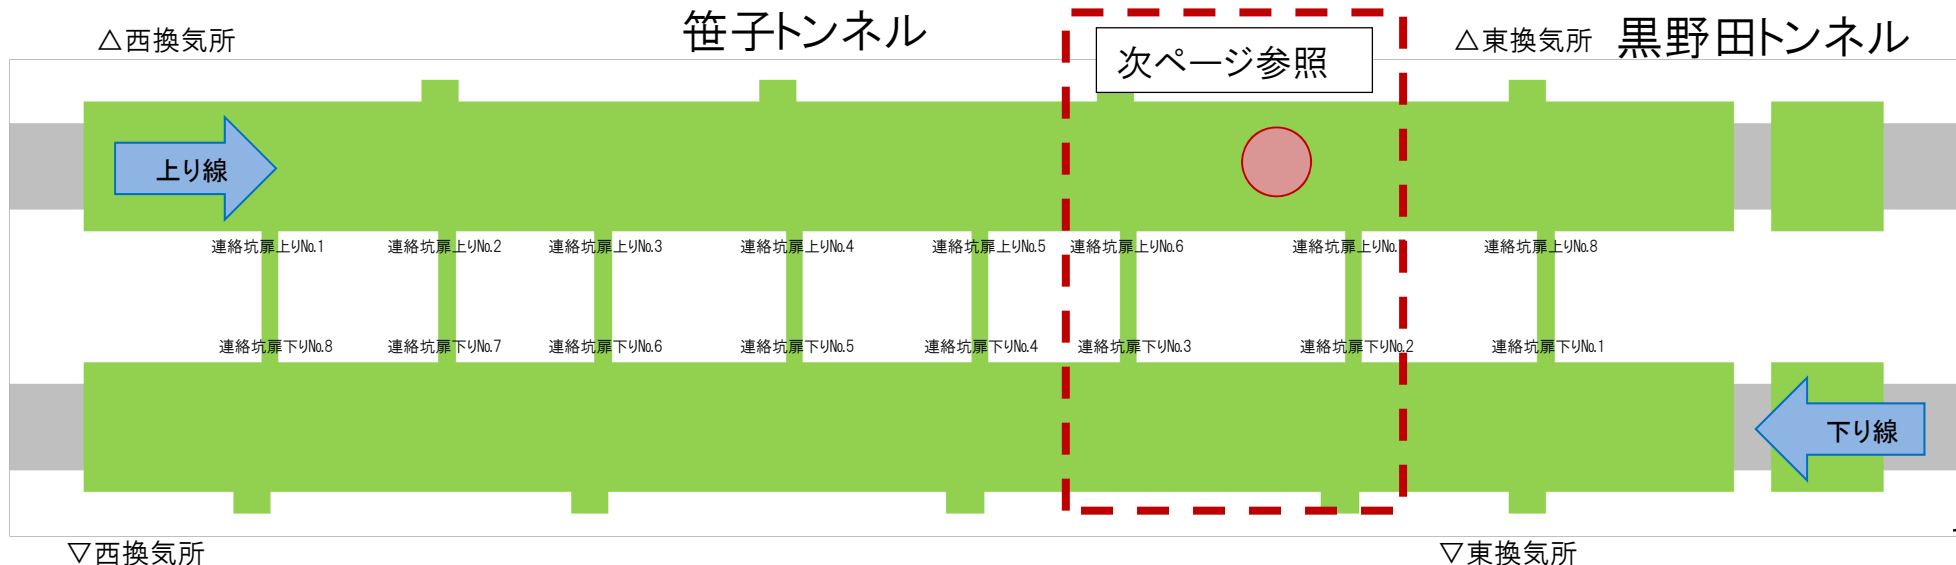 笹子トンネル
黒野田トンネル
△西換気所
△東換気所
次ページ参照
上り線
連絡坑扉上り№1
連絡坑扉上り№2
連絡坑扉上り№3
連絡坑扉上り№4
連絡坑扉上り№5
連絡坑扉上り№6
連絡坑扉上り№
連絡坑扉上り№8
連絡坑扉下り№8
連絡坑扉下り№7
連絡坑扉下り№6
連絡坑扉下り№5
連絡坑扉下り№4
連絡坑扉下り№3
連絡坑扉下り№2
連絡坑扉下り№1
下り線
▽西換気所
▽東換気所